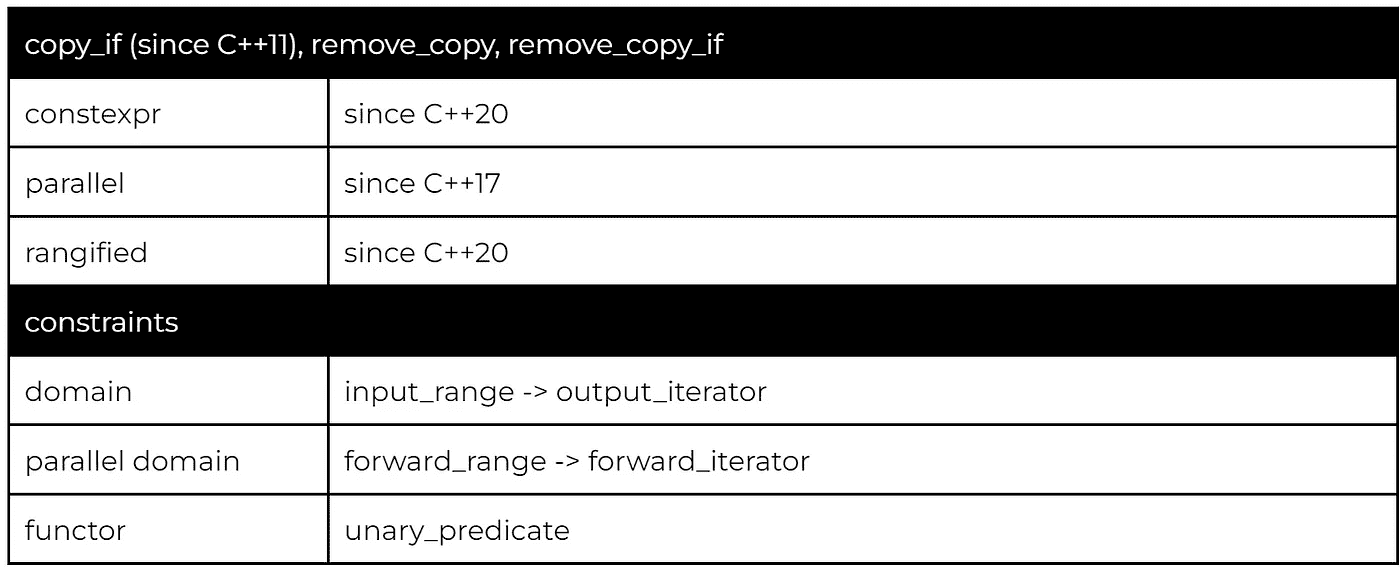 copy_if (since C++11), remove_copy, remove_copy_if
constexpr since C++20
parallel since C++17
rangified since C++20
constraints
domain input_range -> output_iterator
parallel domain forward_range -> forward_iterator
functor unary_predicate